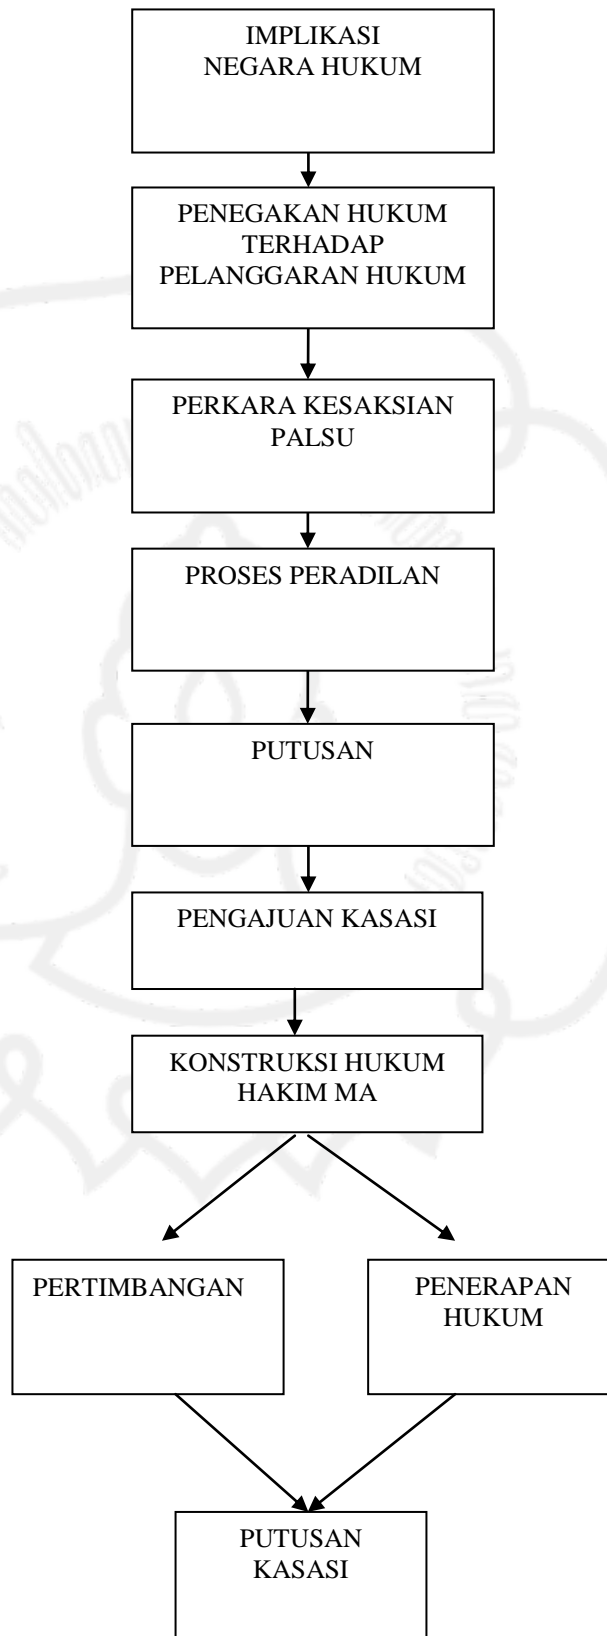 IMPLIKASI
NEGARA HUKUM
PENEGAKAN HUKUM
TERHADAP
PELANGGARAN HUKUM
PERKARA KESAKSIAN
PALSU
PROSES PERADILAN
PUTUSAN
PENGAJUAN KASASI
KONSTRUKSI HUKUM
HAKIM MA
PERTIMBANGAN
PENERAPAN
HUKUM
PUTUSAN
KASASI